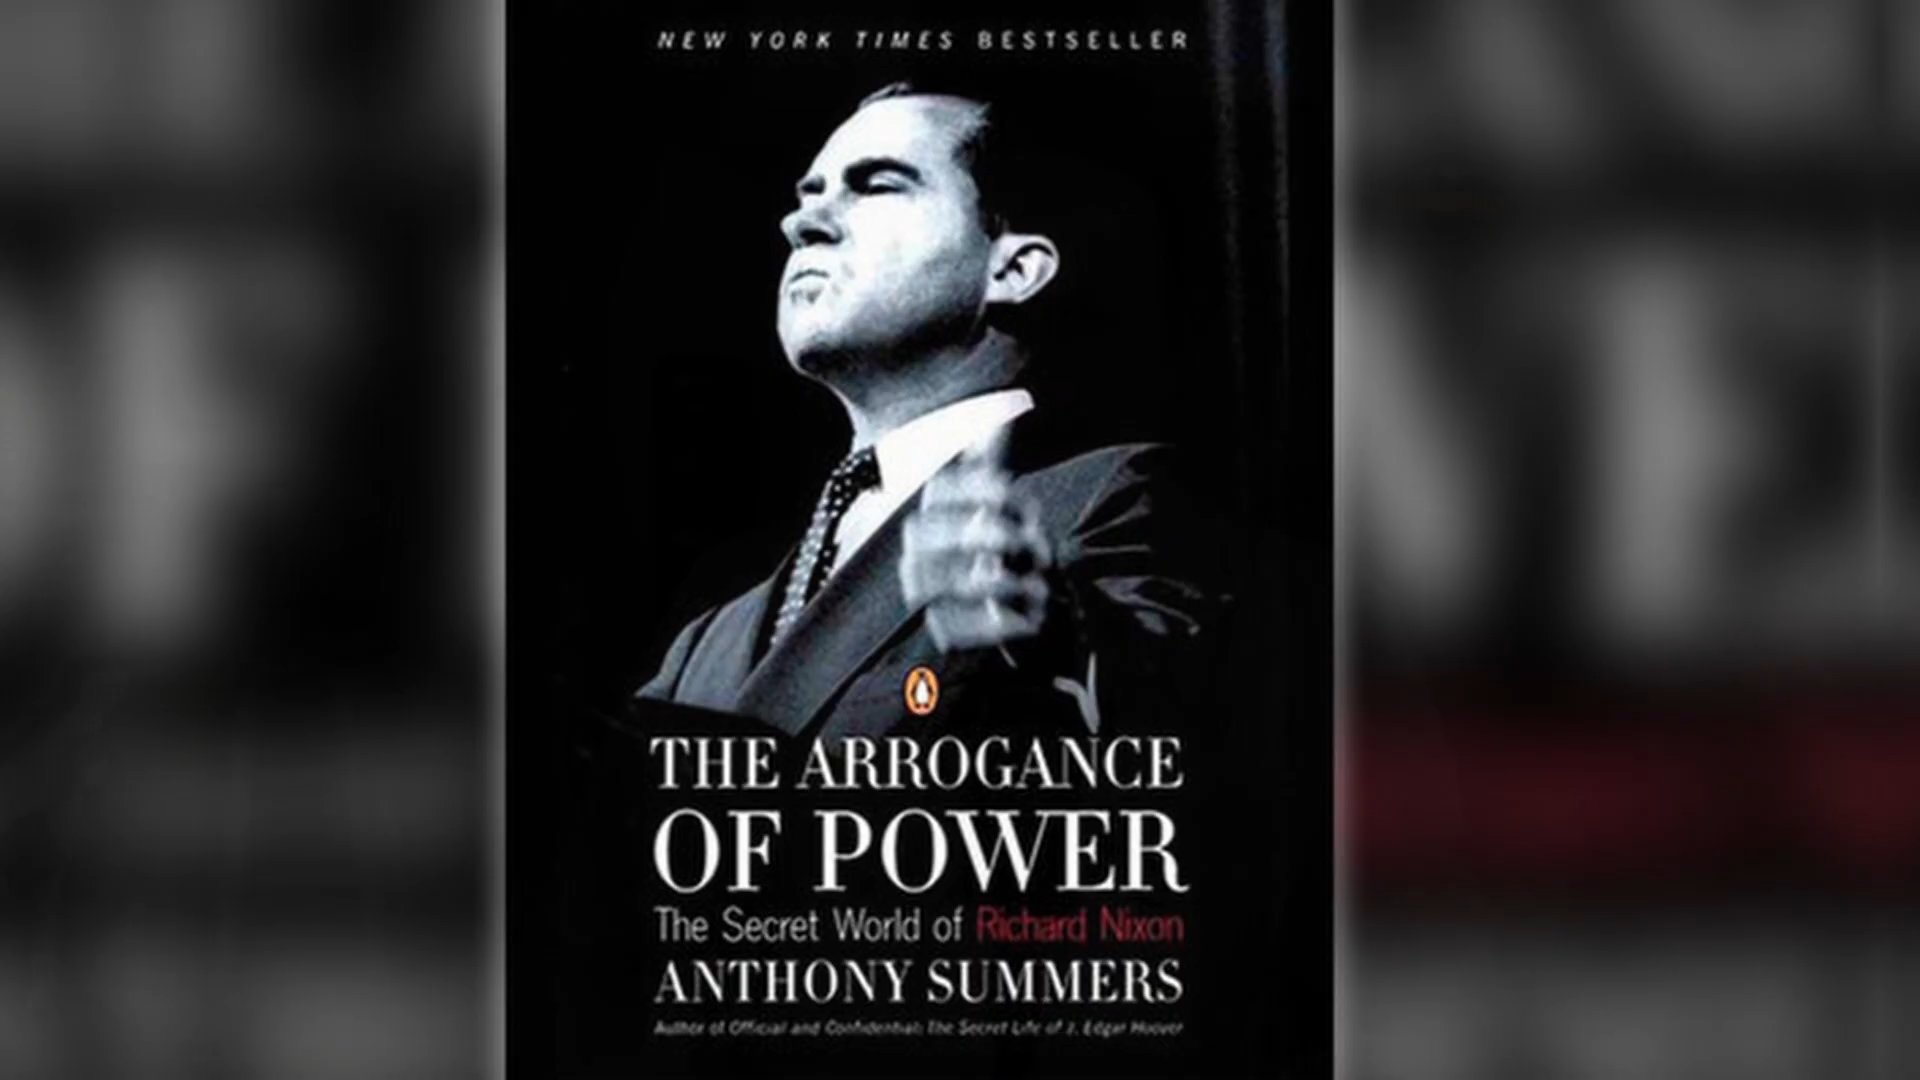 NEW YORK TIMES BESTSELLER
THE ARROGANCE
OF POWER
The Secret World of Richard Nixon
ANTHONY SUMMERS
Author of Official and Confidential: The Secret Life of J. Edgar Hoover